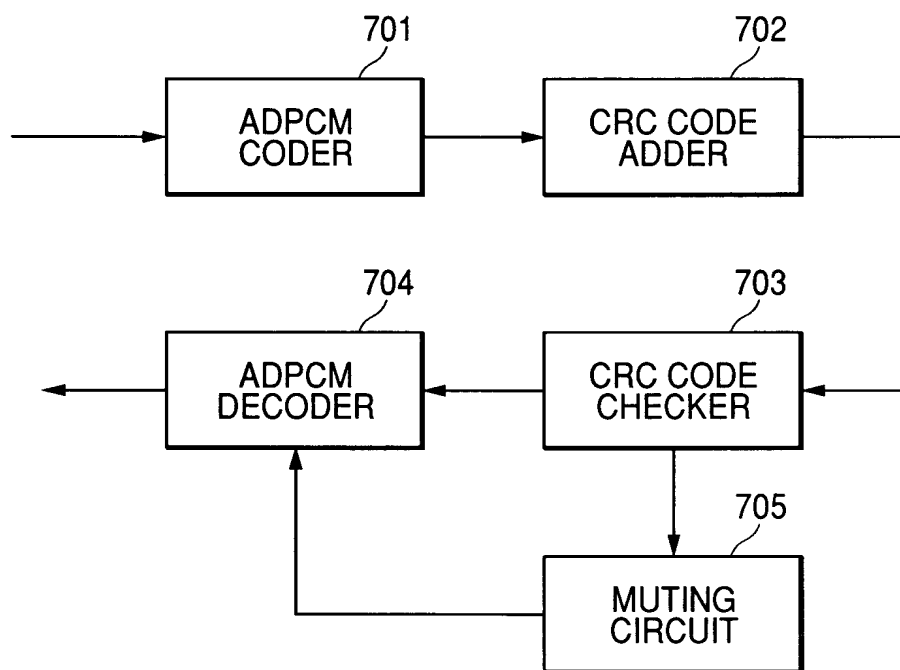 701
ADPCM
CODER
702
CRC CODE
ADDER
704
ADPCM
DECODER
703
CRC CODE
CHECKER
705
MUTING
CIRCUIT